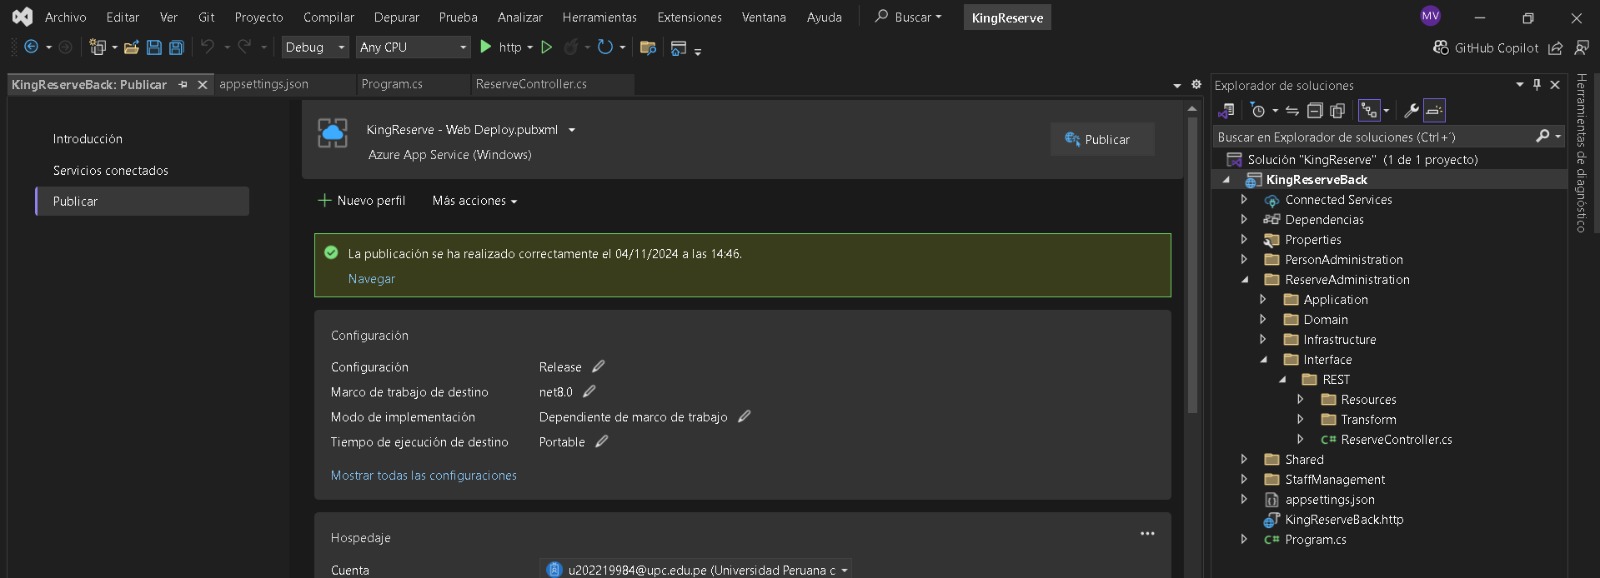 Archivo Editar Ver Git Proyecto Compilar Depurar Prueba Analizar Herramientas Extensiones Ventana Ayuda Buscar KingReserve MV
Debug Any CPU http GitHub Copilot
KingReserveBack: Publicar appsettings.json Program.cs ReserveController.cs
Introducción
Servicios conectados
Publicar
KingReserve - Web Deploy.pubxml
Azure App Service (Windows)
Publicar
Nuevo perfil Más acciones
La publicación se ha realizado correctamente el 04/11/2024 a las 14:46.
Navegar
Configuración
Configuración Release
Marco de trabajo de destino net8.0
Modo de implementación Dependiente de marco de trabajo
Tiempo de ejecución de destino Portable
Mostrar todas las configuraciones
Hospedaje
Cuenta u202219984@upc.edu.pe (Universidad Peruana c
Explorador de soluciones
Buscar en Explorador de soluciones (Ctrl+´)
Solución "KingReserve" (1 de 1 proyecto)
KingReserveBack
Connected Services
Dependencias
Properties
PersonAdministration
ReserveAdministration
Application
Domain
Infrastructure
Interface
REST
Resources
Transform
C# ReserveController.cs
Shared
StaffManagement
appsettings.json
KingReserveBack.http
C# Program.cs
Herramientas de diagnóstico